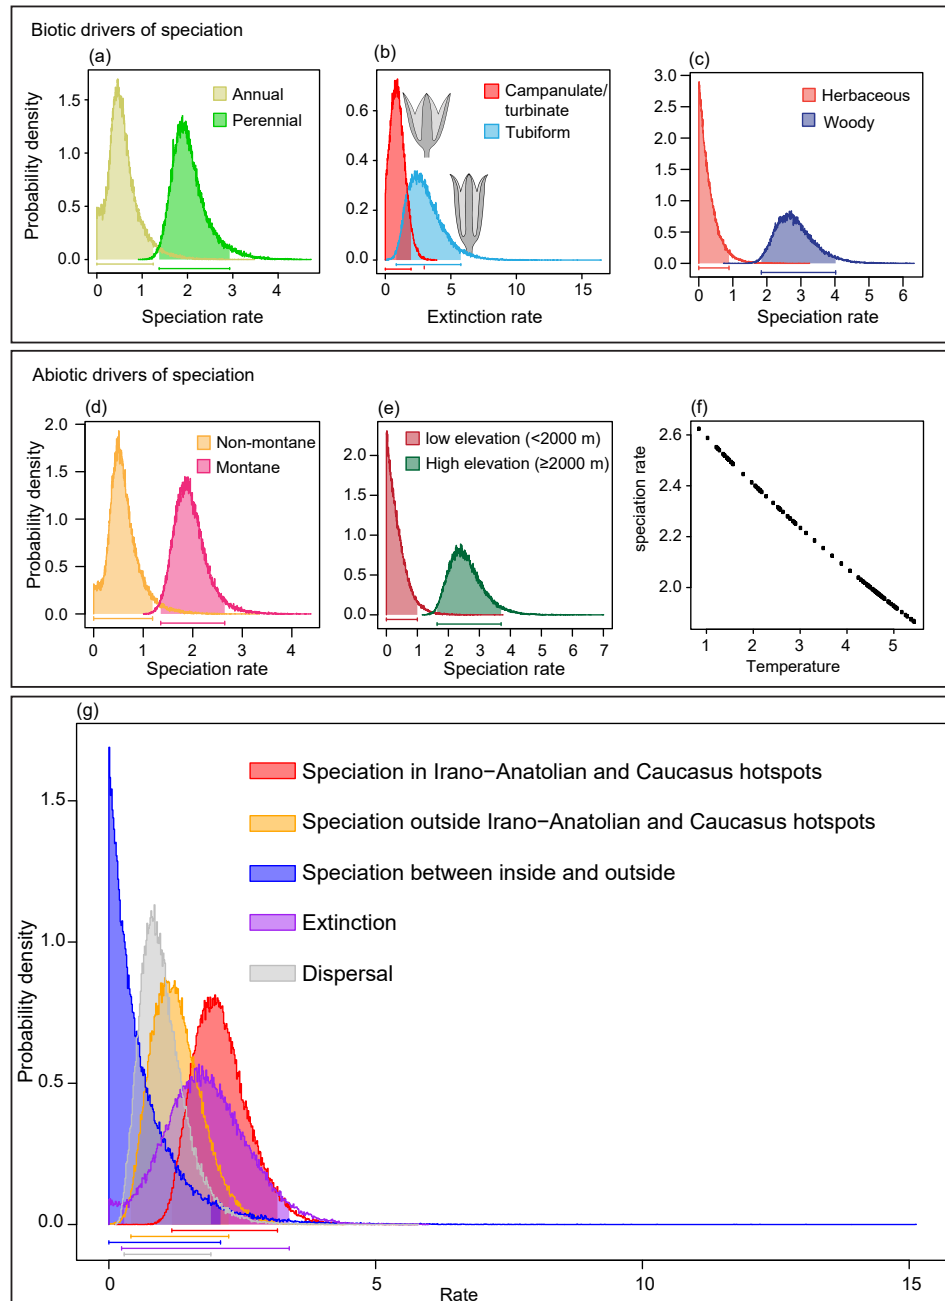 Biotic drivers of speciation
(a)
Probability density
1.5
1.0
0.5
0.0
Annual
Perennial
0 1 2 3 4
Speciation rate
(b)
0.6
0.4
0.2
0.0
Campanulate/
turbinate
Tubiform
0 5 10 15
Extinction rate
(c)
3.0
2.5
2.0
1.5
1.0
0.5
0.0
Herbaceous
Woody
0 1 2 3 4 5 6
Speciation rate
Abiotic drivers of speciation
(d)
Probability density
2.0
1.5
1.0
0.5
0.0
Non-montane
Montane
0 1 2 3 4
Speciation rate
(e)
2.0
1.5
1.0
0.5
0.0
low elevation (<2000 m)
High elevation (≥2000 m)
0 1 2 3 4 5 6 7
Speciation rate
(f)
speciation rate
2.6
2.4
2.2
2.0
1 2 3 4 5
Temperature
(g)
Probability density
1.5
1.0
0.5
0.0
Speciation in Irano−Anatolian and Caucasus hotspots
Speciation outside Irano−Anatolian and Caucasus hotspots
Speciation between inside and outside
Extinction
Dispersal
0 5 10 15
Rate